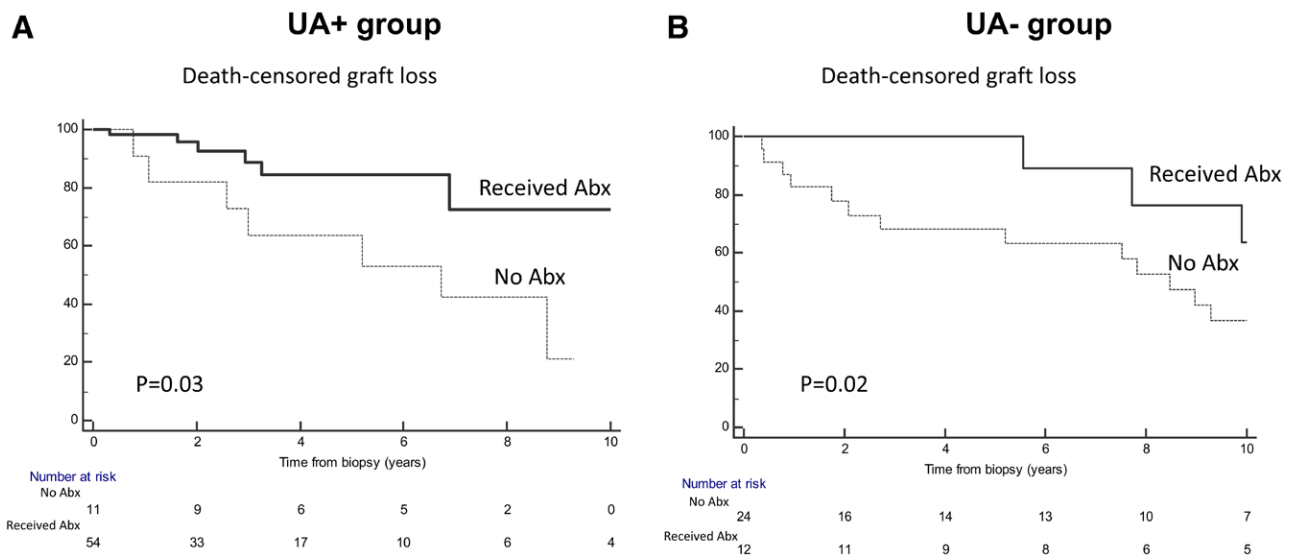 A
UA+ group
Death-censored graft loss
100
80
60
40
20
0
Received Abx
No Abx
P=0.03
0 2 4 6 8 10
Time from biopsy (years)
Number at risk
No Abx
11 9 6 5 2 0
Received Abx
54 33 17 10 6 4
B
UA- group
Death-censored graft loss
100
80
60
40
20
0
Received Abx
No Abx
P=0.02
0 2 4 6 8 10
Time from biopsy (years)
Number at risk
No Abx
24 16 14 13 10 7
Received Abx
12 11 9 8 6 5